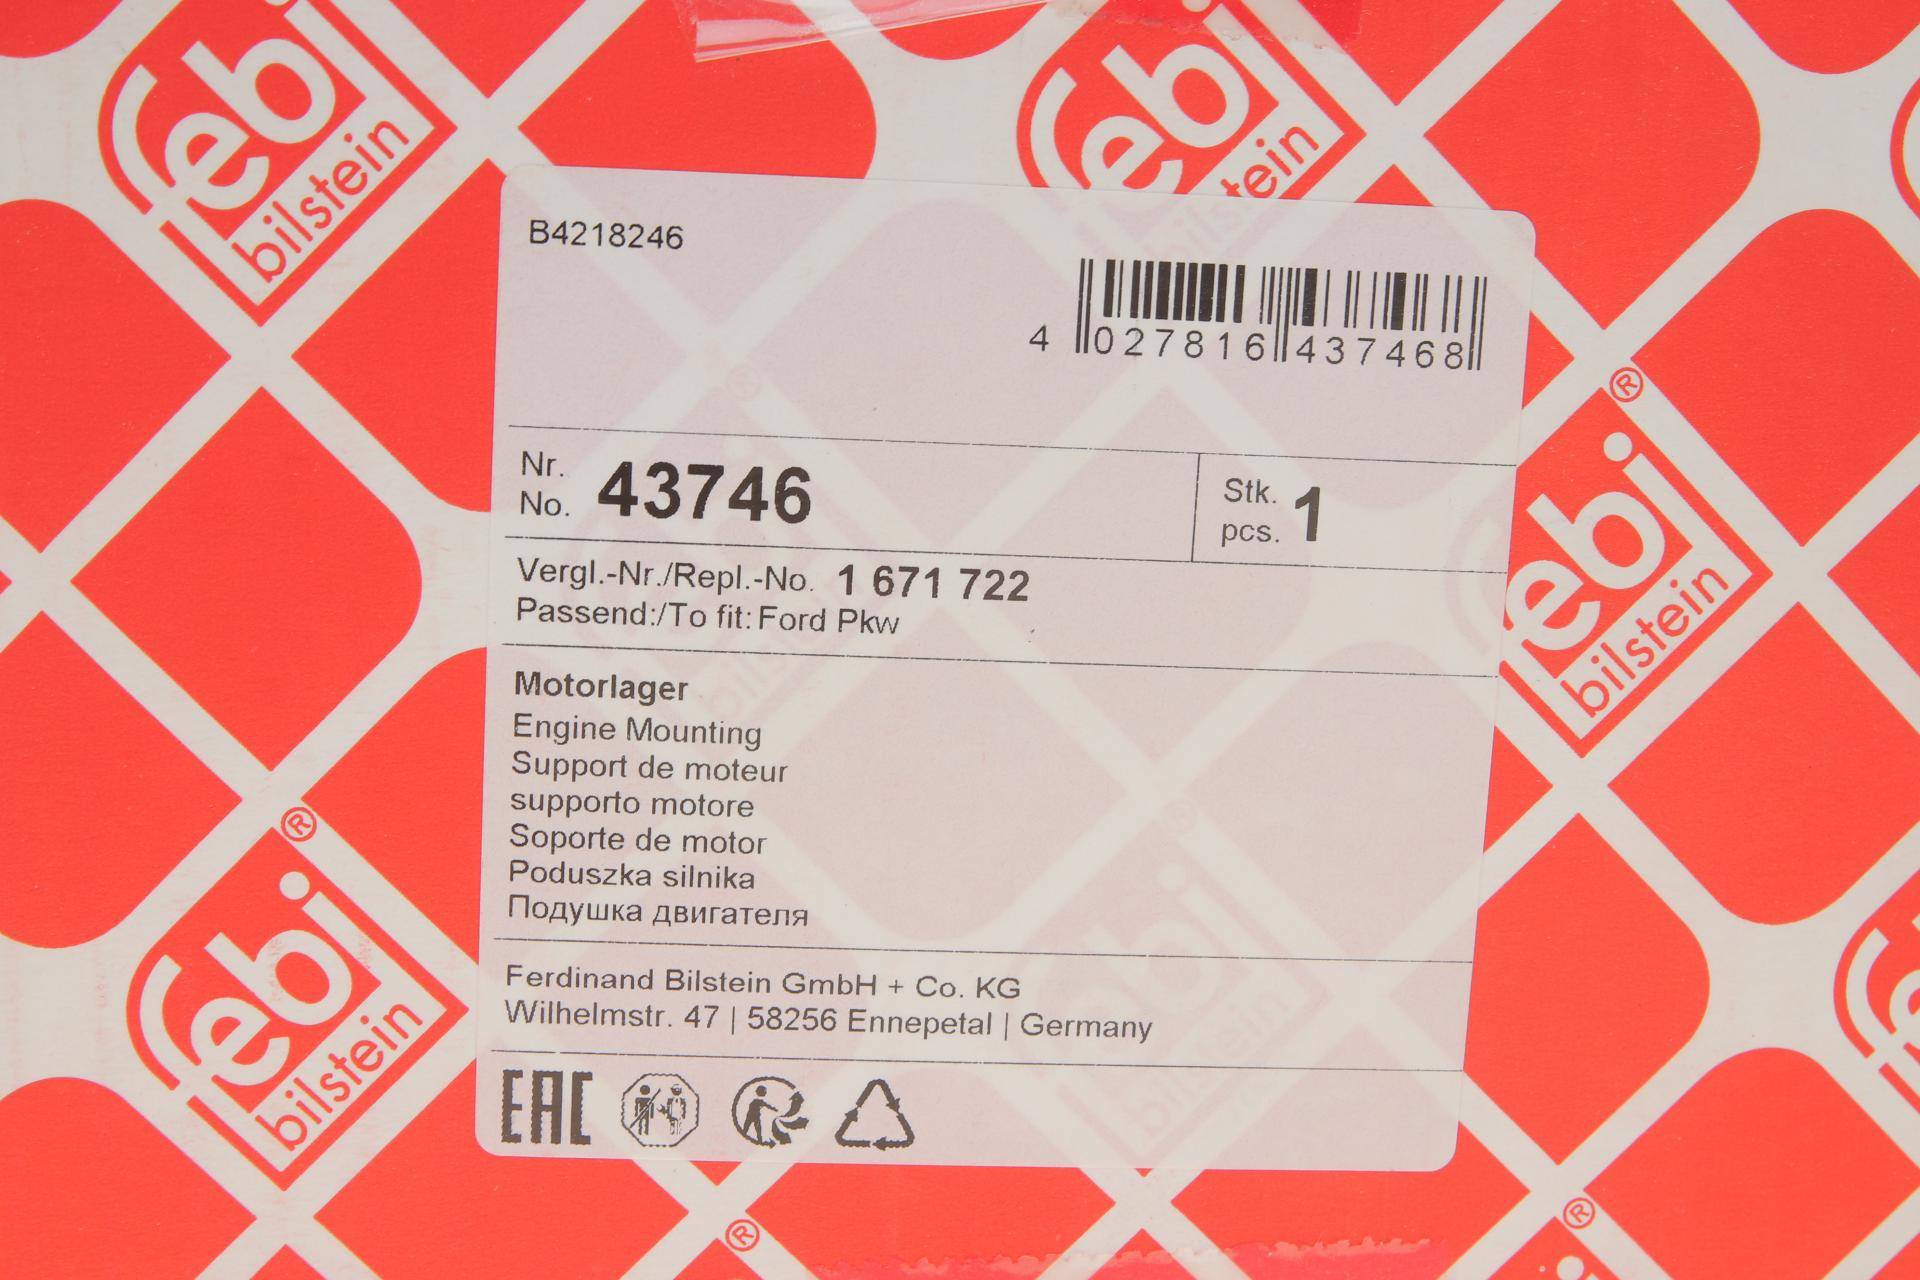 febi
bilstein
febi
bilstein
B4218246
4 027816 437468
Nr.
No. 43746
Stk.
pcs. 1
Vergl.-Nr./Repl.-No. 1 671 722
Passend:/To fit: Ford Pkw
Motorlager
Engine Mounting
Support de moteur
supporto motore
Soporte de motor
Poduszka silnika
Подушка двигателя
Ferdinand Bilstein GmbH + Co. KG
Wilhelmstr. 47 | 58256 Ennepetal | Germany
EAC
®
febi
bilstein
®
febi
bilstein
®
®